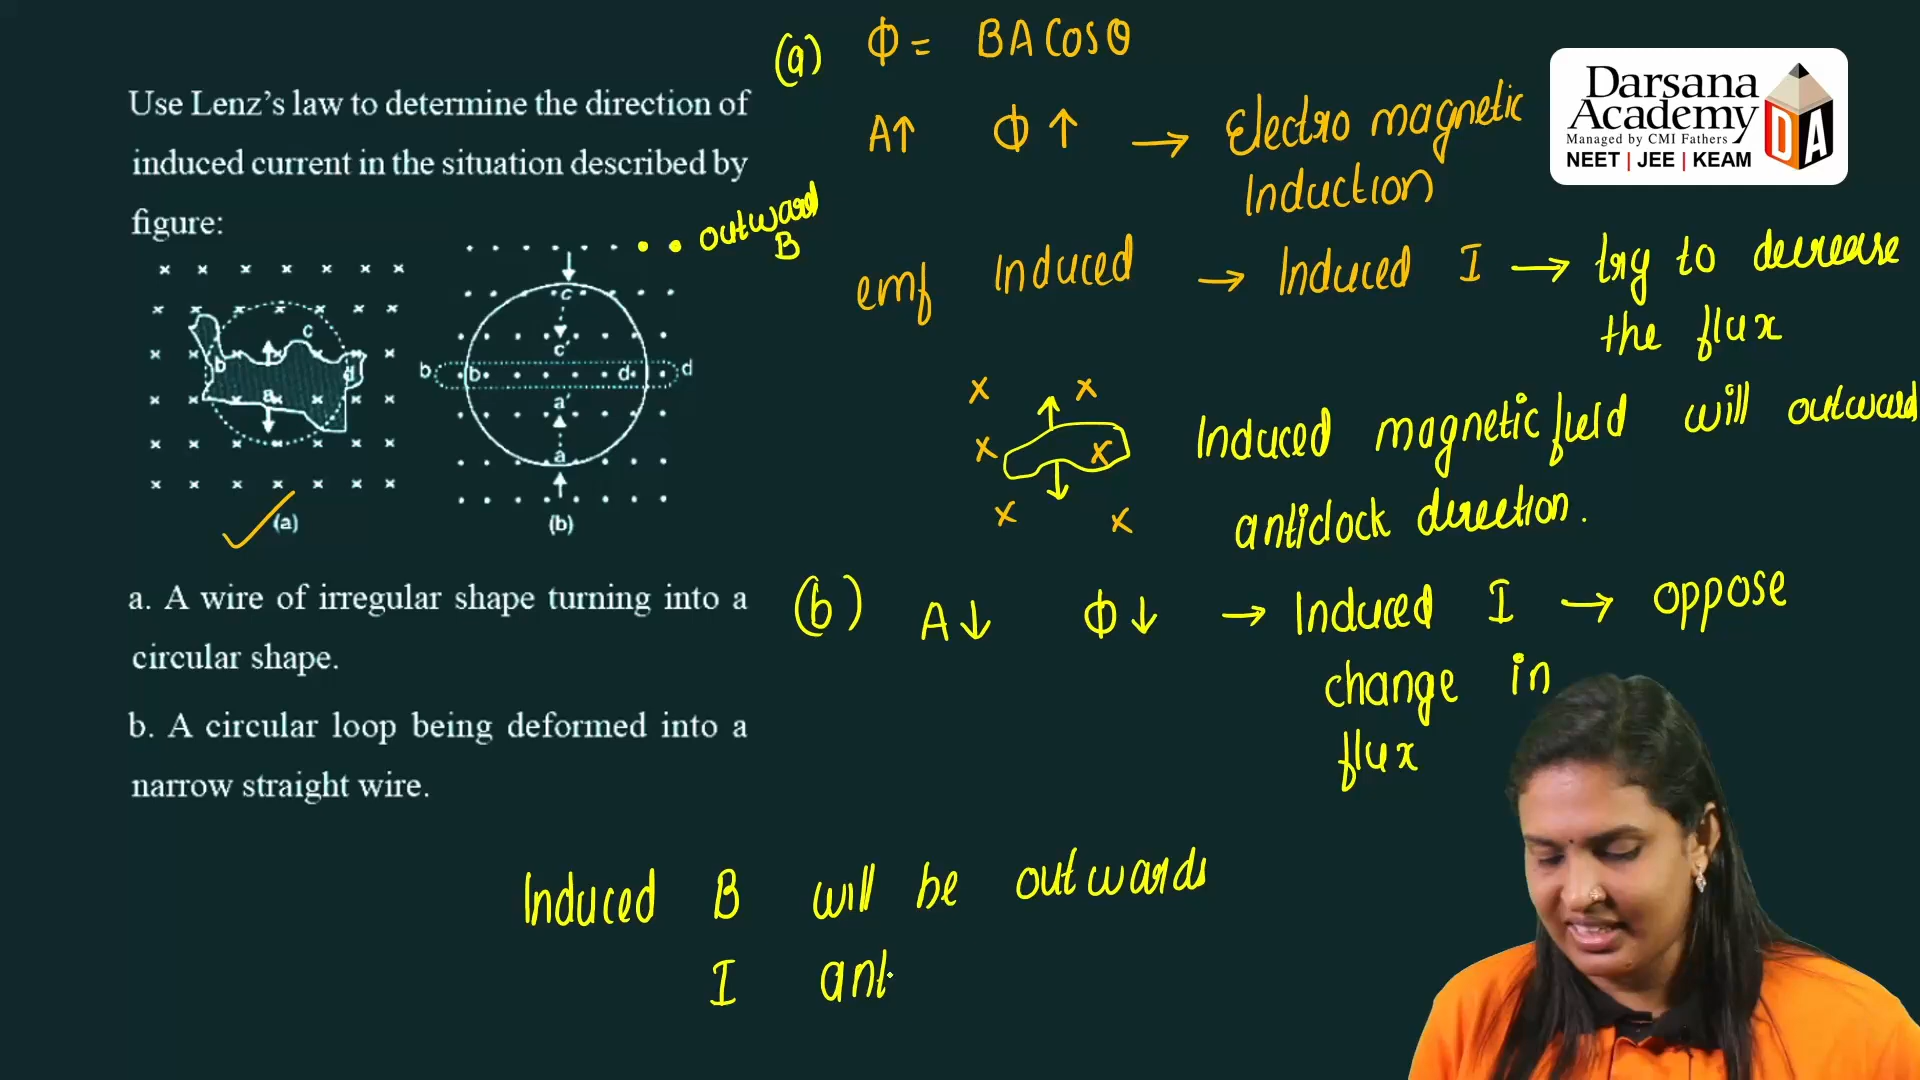 Use Lenz's law to determine the direction of
induced current in the situation described by
figure:
outward
B
c
b
d
a
(a)
c
c'
b b d d
a'
a
(b)
a. A wire of irregular shape turning into a
circular shape.
b. A circular loop being deformed into a
narrow straight wire.
(a) Φ = BA Cosθ
A↑ Φ↑ → Electro magnetic
Induction
emf Induced → Induced I → try to decrease
the flux
Induced magnetic field will outward
anticlock direction.
(b) A↓ Φ↓ → Induced I → oppose
change in
flux
Induced B will be outwards
I ant
Darsana
Academy
Managed by CMI Fathers
NEET | JEE | KEAM
DA